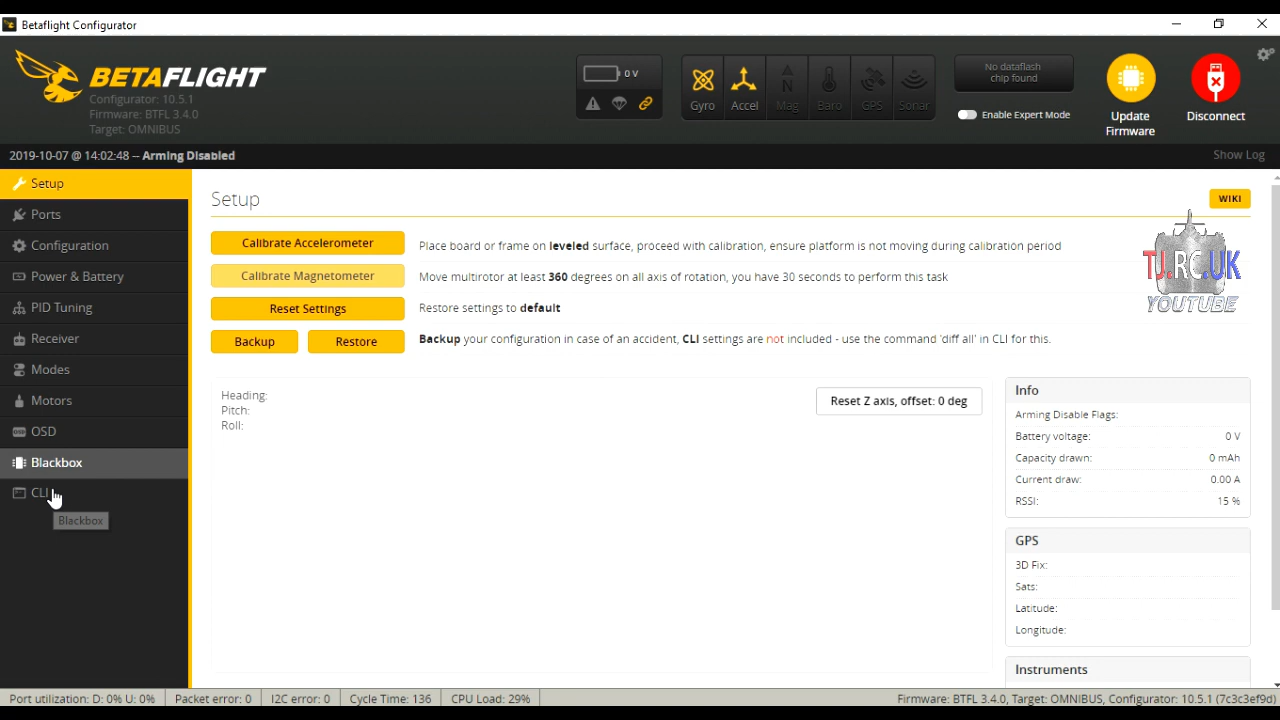 Betaflight Configurator
BETAFLIGHT
Configurator: 10.5.1
Firmware: BTFL 3.4.0
Target: OMNIBUS
0 V
Gyro
Accel
Mag
Baro
GPS
Sonar
No dataflash
chip found
Enable Expert Mode
Update
Firmware
Disconnect
2019-10-07 @ 14:02:48 -- Arming Disabled
Show Log
Setup
Ports
Configuration
Power & Battery
PID Tuning
Receiver
Modes
Motors
OSD
Blackbox
CLI
Blackbox
Setup
WIKI
Calibrate Accelerometer
Place board or frame on leveled surface, proceed with calibration, ensure platform is not moving during calibration period
Calibrate Magnetometer
Move multirotor at least 360 degrees on all axis of rotation, you have 30 seconds to perform this task
Reset Settings
Restore settings to default
Backup
Restore
Backup your configuration in case of an accident, CLI settings are not included - use the command 'diff all' in CLI for this.
TJ.RC.UK
YOUTUBE
Heading:
Pitch:
Roll:
Reset Z axis, offset: 0 deg
Info
Arming Disable Flags:
Battery voltage: 0 V
Capacity drawn: 0 mAh
Current draw: 0.00 A
RSSI: 15 %
GPS
3D Fix:
Sats:
Latitude:
Longitude:
Instruments
Port utilization: D: 0% U: 0%
Packet error: 0
I2C error: 0
Cycle Time: 136
CPU Load: 29%
Firmware: BTFL 3.4.0, Target: OMNIBUS, Configurator: 10.5.1 (7c3c3ef9d)